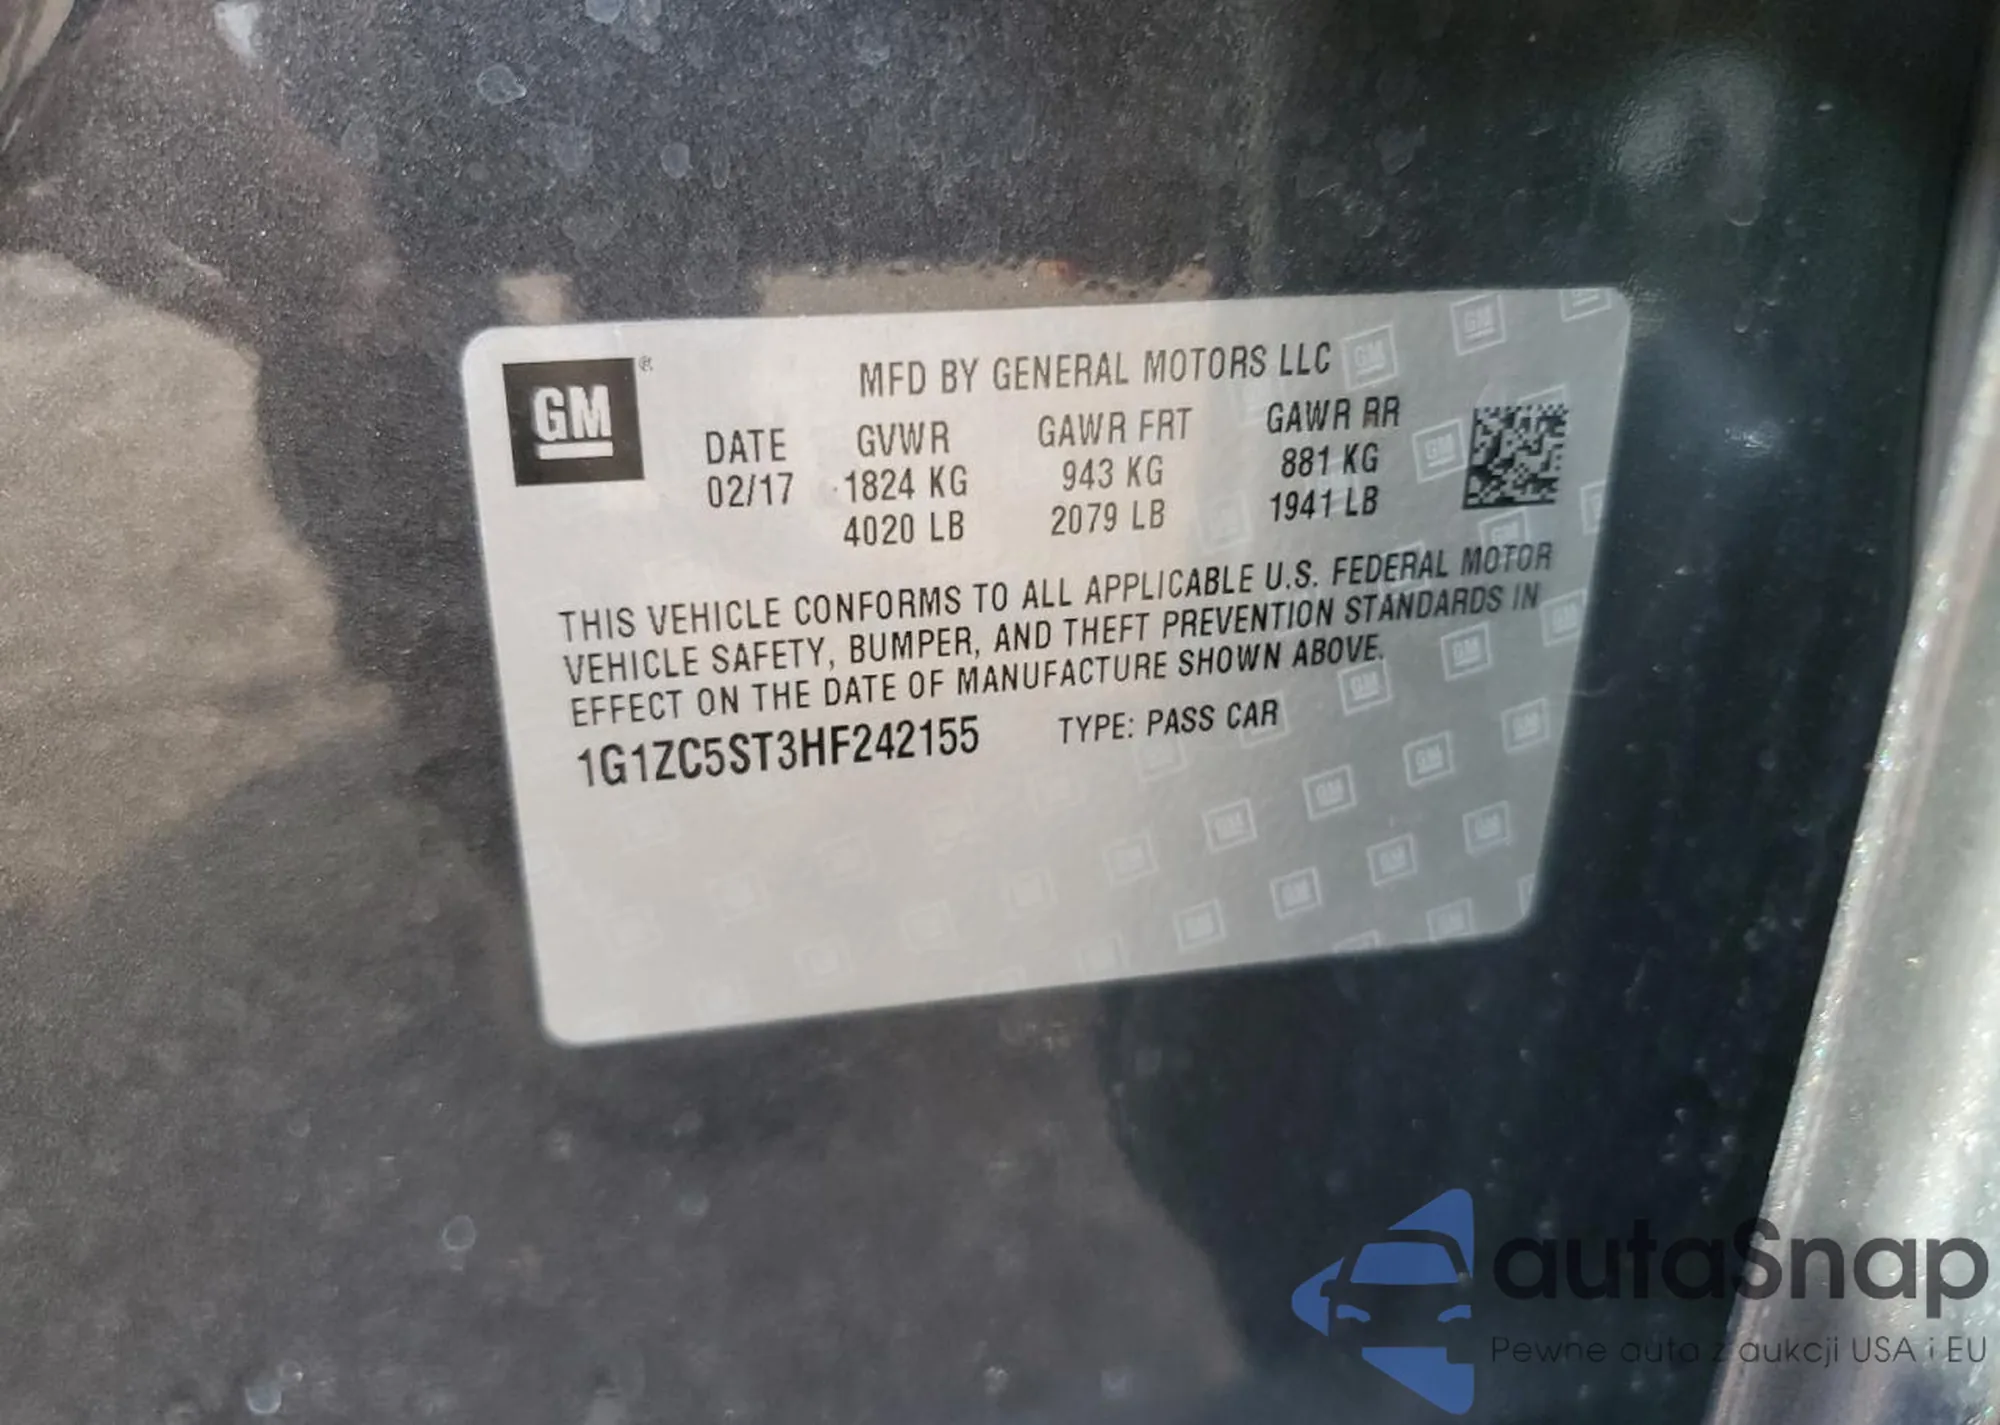 GM ®
MFD BY GENERAL MOTORS LLC
DATE GVWR GAWR FRT GAWR RR
02/17 1824 KG 943 KG 881 KG
4020 LB 2079 LB 1941 LB
THIS VEHICLE CONFORMS TO ALL APPLICABLE U.S. FEDERAL MOTOR
VEHICLE SAFETY, BUMPER, AND THEFT PREVENTION STANDARDS IN
EFFECT ON THE DATE OF MANUFACTURE SHOWN ABOVE.
1G1ZC5ST3HF242155 TYPE: PASS CAR
autaSnap
Pewne auta z aukcji USA i EU